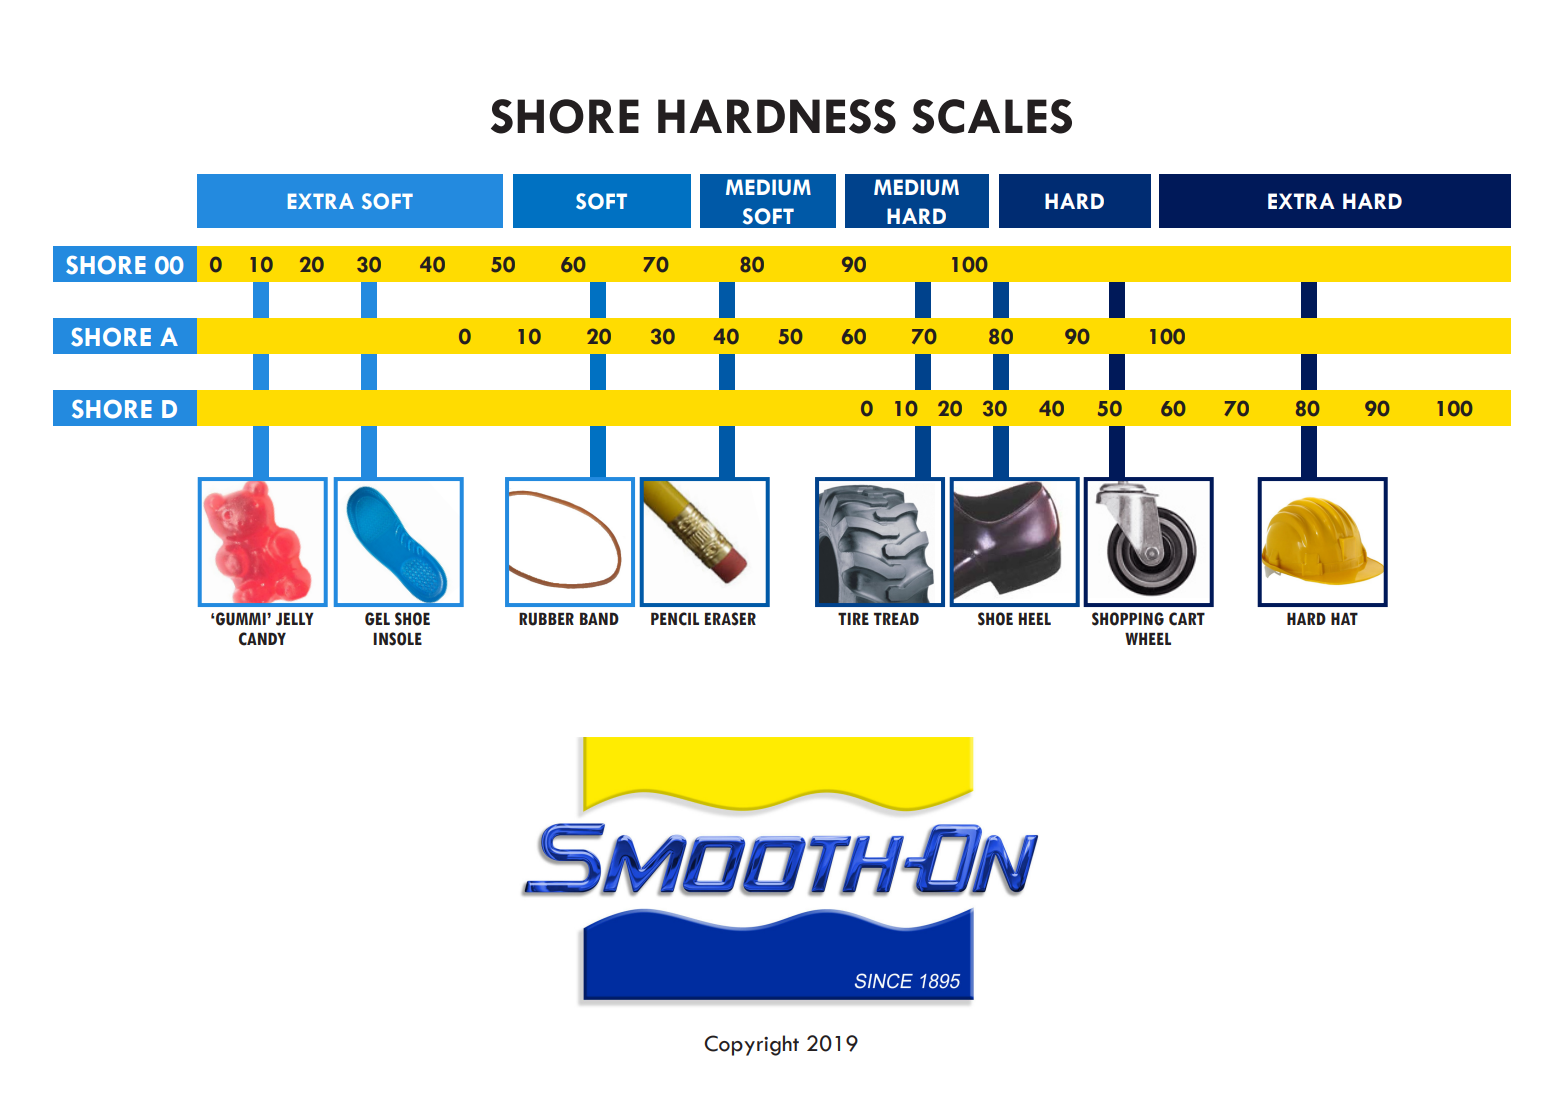 SHORE HARDNESS SCALES
EXTRA SOFT
SOFT
MEDIUM
SOFT
MEDIUM
HARD
HARD
EXTRA HARD
SHORE 00 0 10 20 30 40 50 60 70 80 90 100
SHORE A 0 10 20 30 40 50 60 70 80 90 100
SHORE D 0 10 20 30 40 50 60 70 80 90 100
‘GUMMI’ JELLY
CANDY
GEL SHOE
INSOLE
RUBBER BAND
PENCIL ERASER
TIRE TREAD
SHOE HEEL
SHOPPING CART
WHEEL
HARD HAT
SMOOTH-ON
SINCE 1895
Copyright 2019